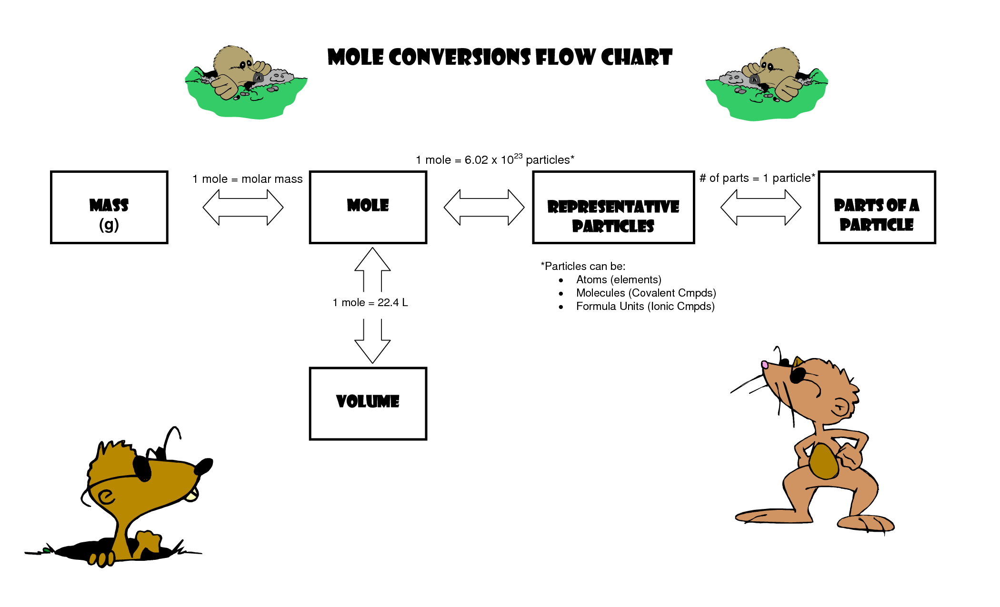 MOLE CONVERSIONS FLOW CHART
1 mole = 6.02 x 10²³ particles*
1 mole = molar mass
# of parts = 1 particle*
MASS
(g)
MOLE
REPRESENTATIVE
PARTICLES
PARTS OF A
PARTICLE
*Particles can be:
• Atoms (elements)
• Molecules (Covalent Cmpds)
• Formula Units (Ionic Cmpds)
1 mole = 22.4 L
VOLUME